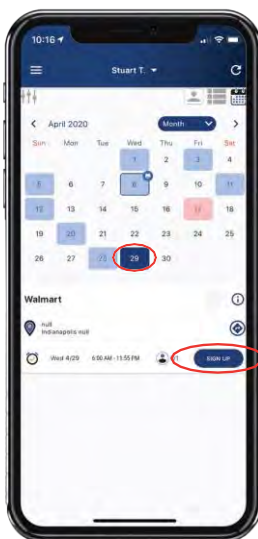 10:16
Stuart T.
April 2020 Month
Sun Mon Tue Wed Thu Fri Sat
1 2 3 4
5 6 7 8 9 10 11
12 13 14 15 16 17 18
19 20 21 22 23 24 25
26 27 28 29 30
Walmart
null
Indianapolis null
Wed 4/29 6:00 AM - 11:55 PM SIGN UP